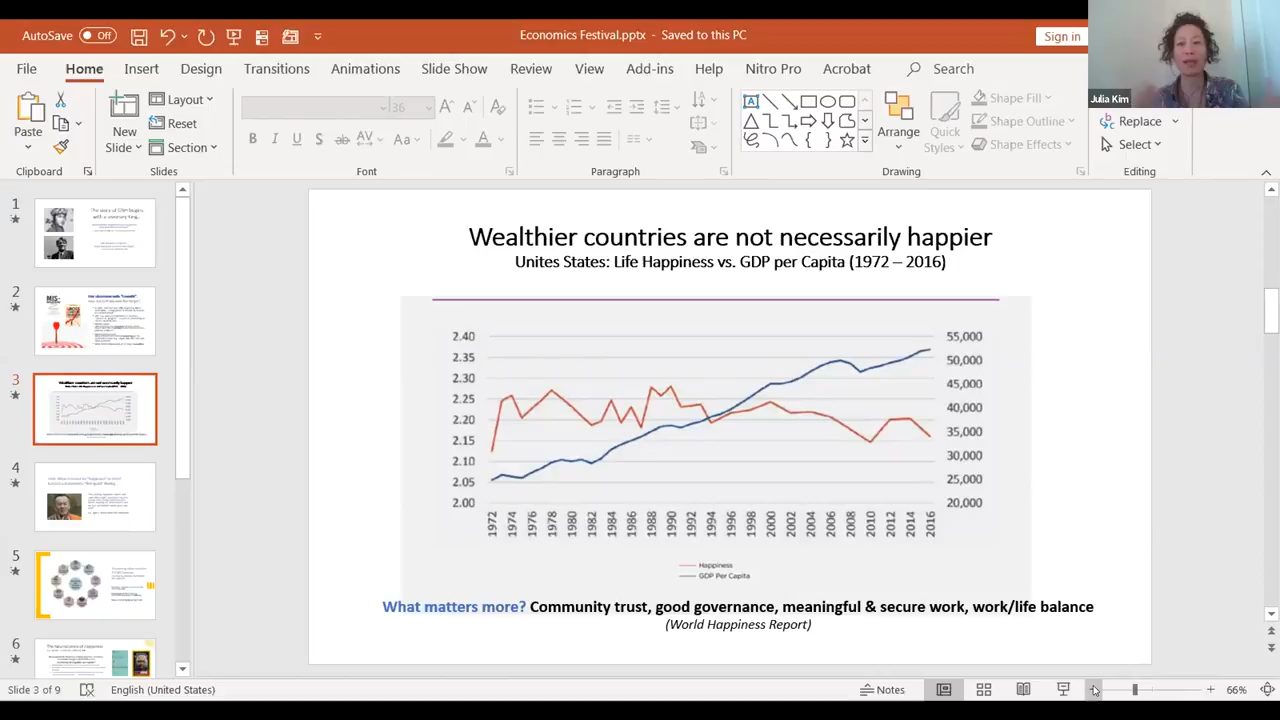 AutoSave Off
Economics Festival.pptx - Saved to this PC
Sign in
File Home Insert Design Transitions Animations Slide Show Review View Add-ins Help Nitro Pro Acrobat Search
Julia Kim
Paste
New Slide
Layout
Reset
Section
36
B I U S ab AV Aa A
Arrange
Quick Styles
Shape Fill
Shape Outline
Shape Effects
Replace
Select
Clipboard Slides Font Paragraph Drawing Editing
1
2
3
4
5
6
Wealthier countries are not necessarily happier
Unites States: Life Happiness vs. GDP per Capita (1972 – 2016)
2.40 55,000
2.35 50,000
2.30 45,000
2.25 40,000
2.20 35,000
2.15 30,000
2.10 25,000
2.05 20,000
2.00
1972 1974 1976 1978 1980 1982 1984 1986 1988 1990 1992 1994 1996 1998 2000 2002 2004 2006 2008 2010 2012 2014 2016
Happiness
GDP Per Capita
What matters more? Community trust, good governance, meaningful & secure work, work/life balance
(World Happiness Report)
Slide 3 of 9 English (United States) Notes 66%